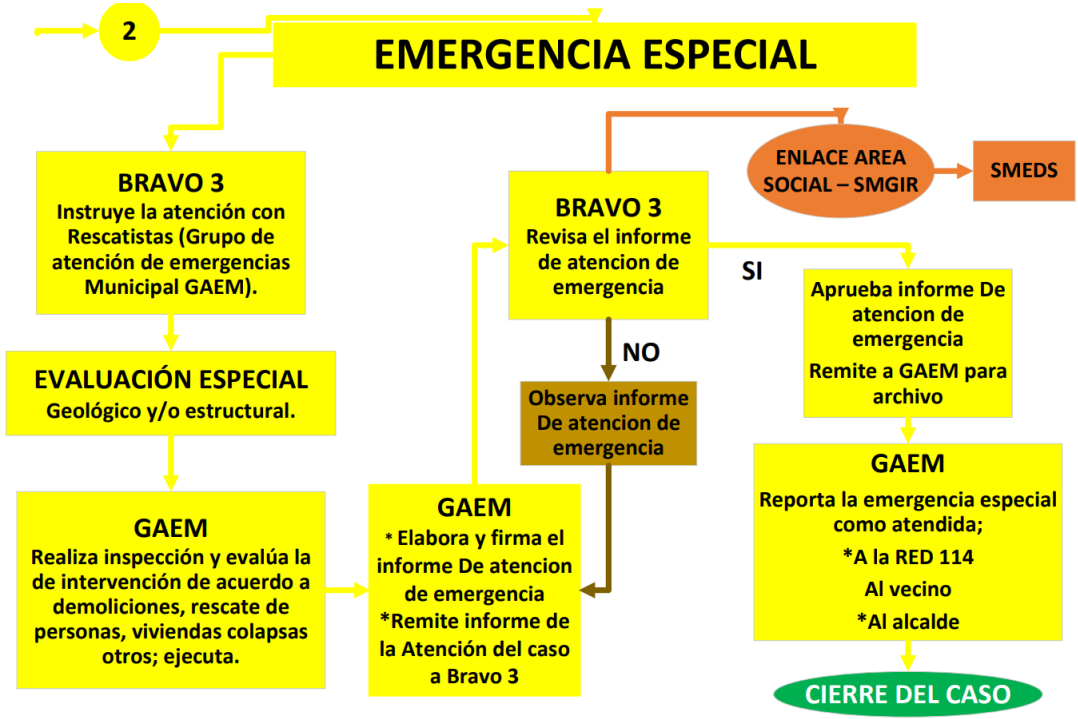 2
EMERGENCIA ESPECIAL
BRAVO 3
Instruye la atención con
Rescatistas (Grupo de
atención de emergencias
Municipal GAEM).
EVALUACIÓN ESPECIAL
Geológico y/o estructural.
GAEM
Realiza inspección y evalúa la
de intervención de acuerdo a
demoliciones, rescate de
personas, viviendas colapsas
otros; ejecuta.
GAEM
* Elabora y firma el
informe De atencion
de emergencia
*Remite informe de
la Atención del caso
a Bravo 3
BRAVO 3
Revisa el informe
de atencion de
emergencia
NO
Observa informe
De atencion de
emergencia
ENLACE AREA
SOCIAL – SMGIR
SMEDS
SI
Aprueba informe De
atencion de
emergencia
Remite a GAEM para
archivo
GAEM
Reporta la emergencia especial
como atendida;
*A la RED 114
Al vecino
*Al alcalde
CIERRE DEL CASO